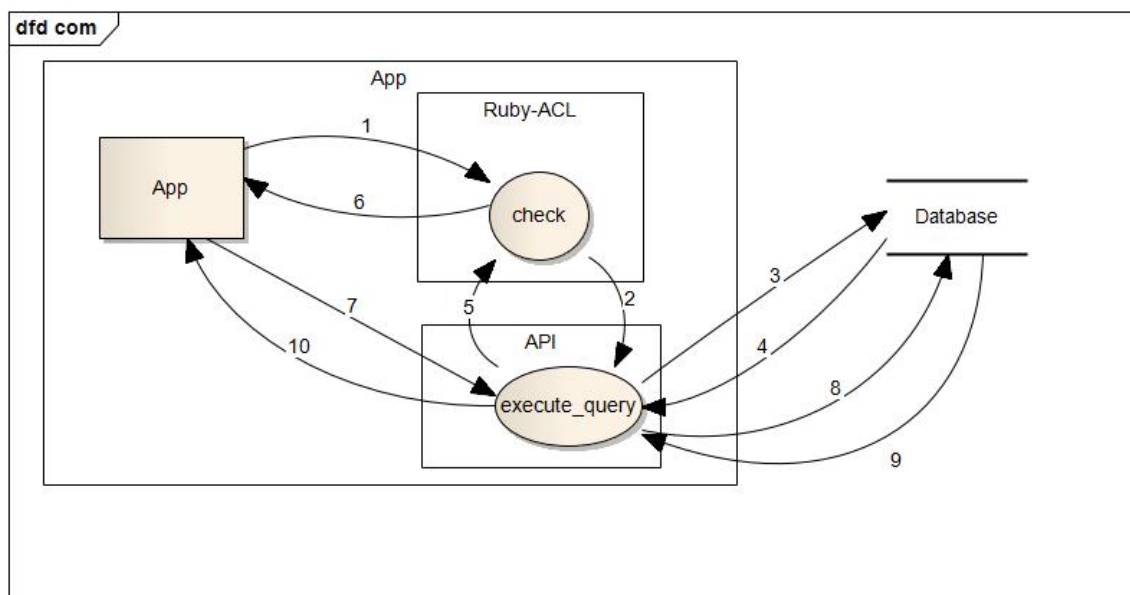 dfd com
App
Ruby-ACL
1
App
6
check
Database
3
5
2
7
API
10
4
execute_query
8
9